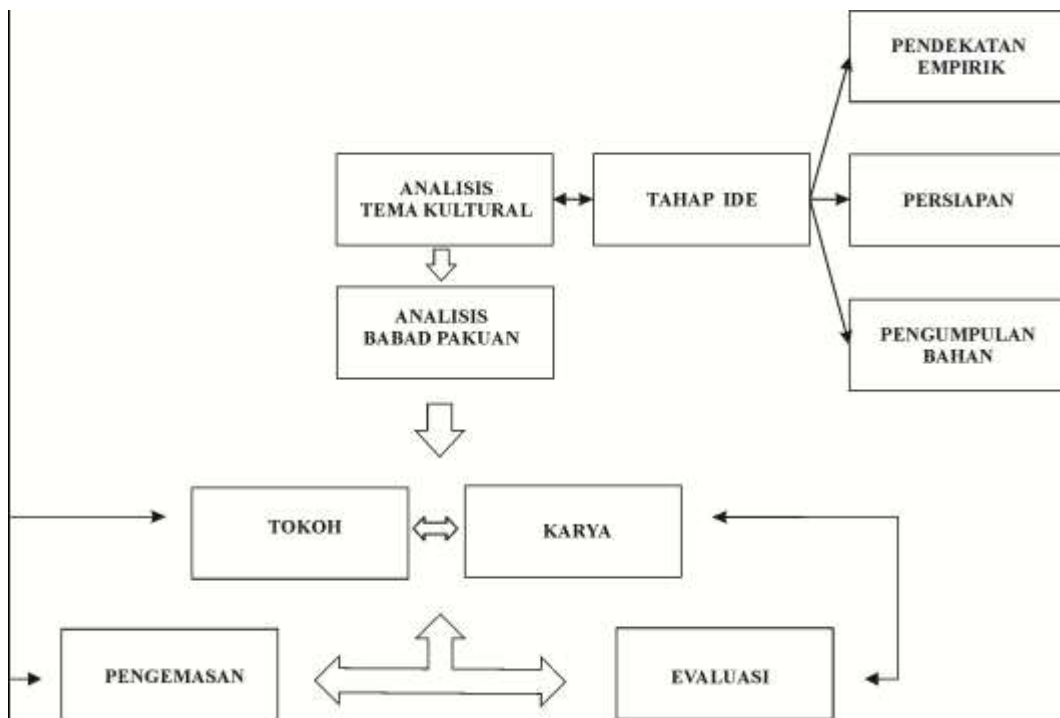 PENDEKATAN
EMPIRIK
ANALISIS
TEMA KULTURAL
TAHAP IDE
PERSIAPAN
ANALISIS
BABAD PAKUAN
PENGUMPULAN
BAHAN
TOKOH
KARYA
PENGEMASAN
EVALUASI